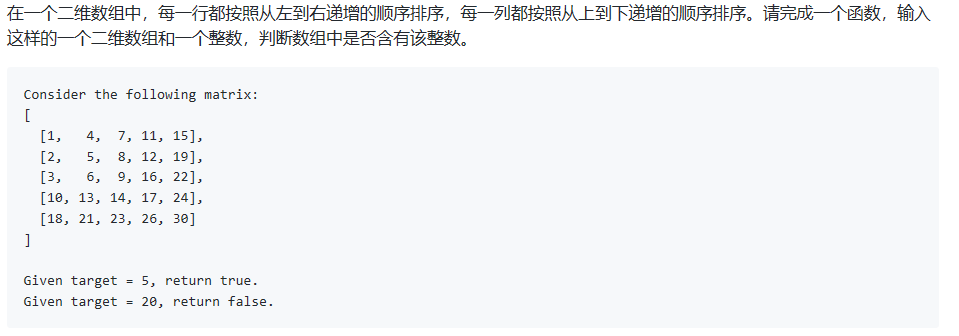 在一个二维数组中，每一行都按照从左到右递增的顺序排序，每一列都按照从上到下递增的顺序排序。请完成一个函数，输入
这样的一个二维数组和一个整数，判断数组中是否含有该整数。
Consider the following matrix:
[
  [1,   4,  7, 11, 15],
  [2,   5,  8, 12, 19],
  [3,   6,  9, 16, 22],
  [10, 13, 14, 17, 24],
  [18, 21, 23, 26, 30]
]
Given target = 5, return true.
Given target = 20, return false.